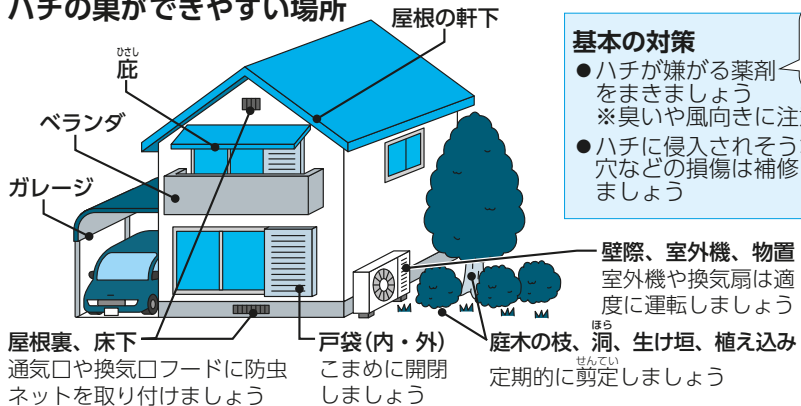 ハチの巣ができやすい場所
屋根の軒下
ひさし
庇
ベランダ
ガレージ
基本の対策
●ハチが嫌がる薬剤
をまきましょう
※臭いや風向きに注
●ハチに侵入されそう
穴などの損傷は補修
ましょう
壁際、室外機、物置
室外機や換気扇は適
度に運転しましょう
屋根裏、床下
通気口や換気口フードに防虫
ネットを取り付けましょう
戸袋(内・外)
こまめに開閉
しましょう
ほら
庭木の枝、洞、生け垣、植え込み
せんてい
定期的に剪定しましょう